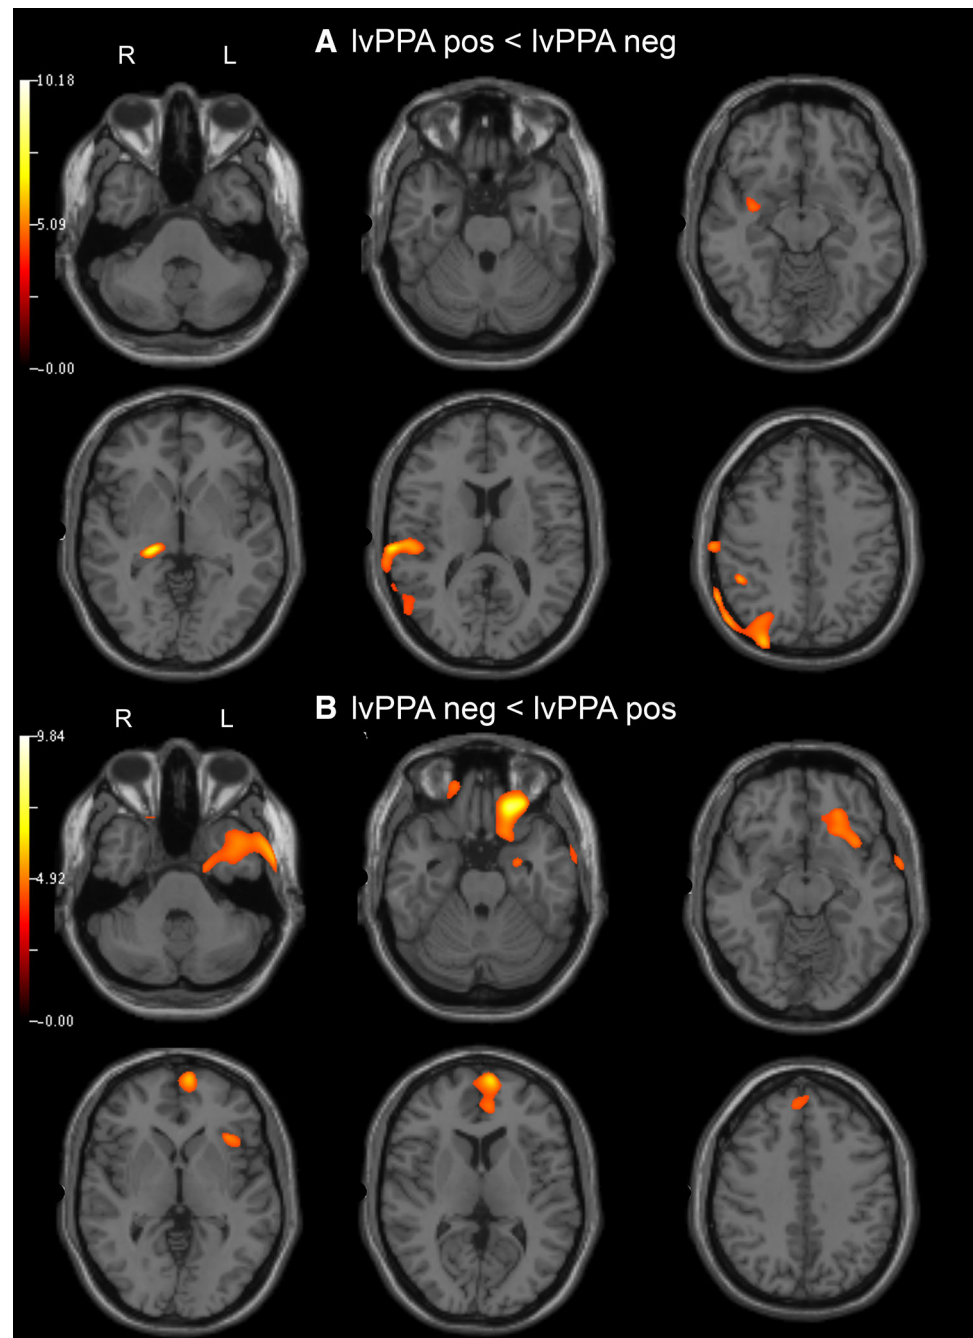 A lvPPA pos < lvPPA neg
R L
10.18
5.09
-0.00
B lvPPA neg < lvPPA pos
R L
9.84
4.92
-0.00